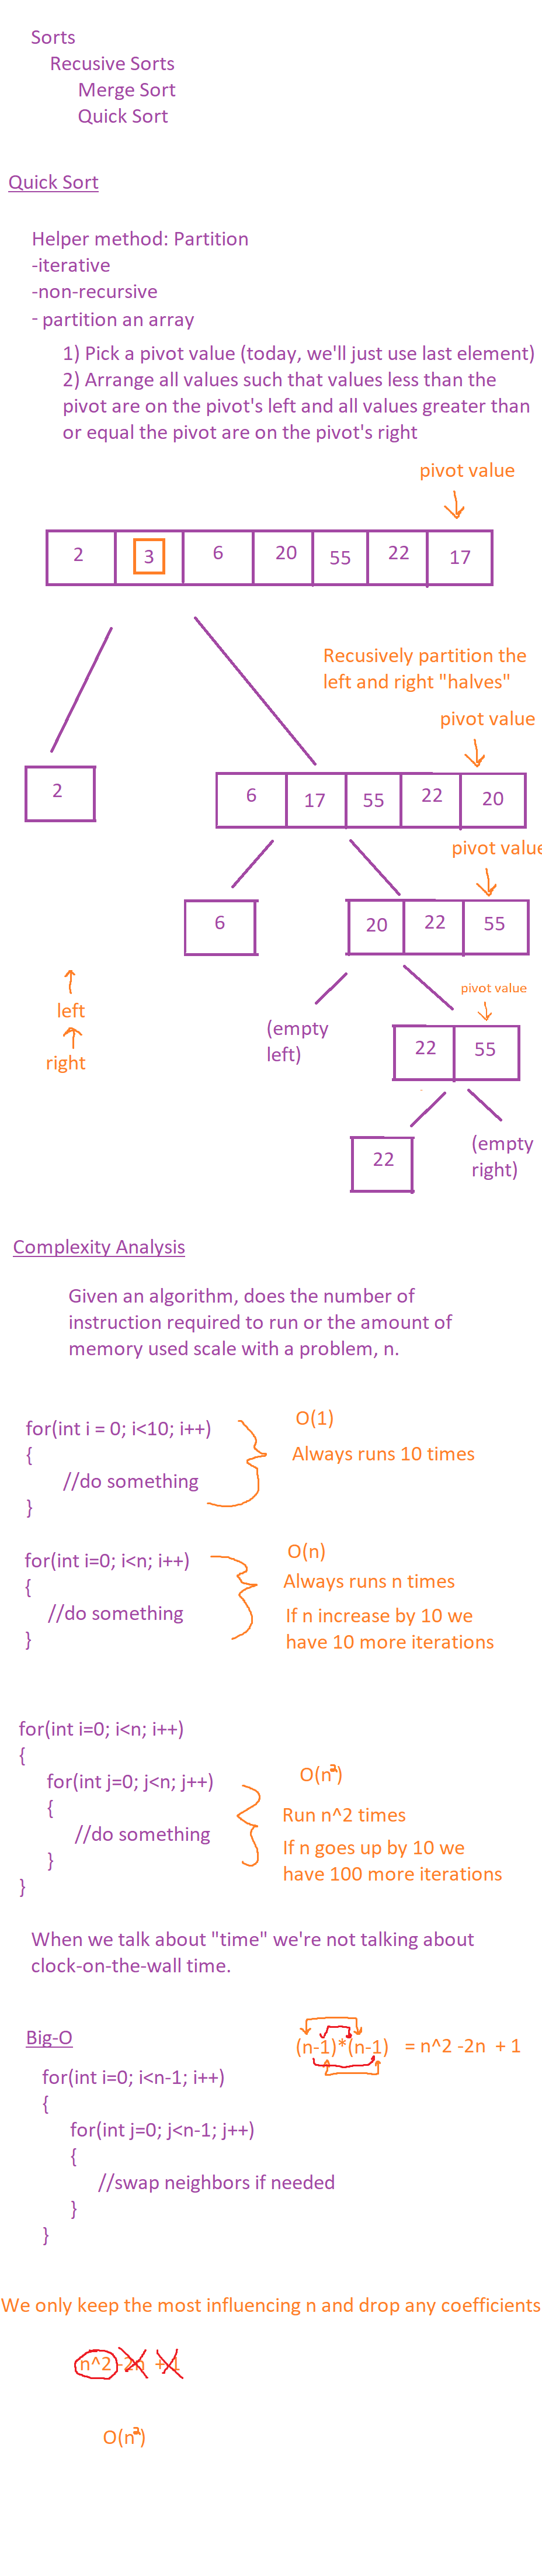 Sorts
Recusive Sorts
Merge Sort
Quick Sort
Quick Sort
Helper method: Partition
-iterative
-non-recursive
- partition an array
1) Pick a pivot value (today, we'll just use last element)
2) Arrange all values such that values less than the
pivot are on the pivot's left and all values greater than
or equal the pivot are on the pivot's right
pivot value
2 3 6 20 55 22 17
Recusively partition the
left and right "halves"
pivot value
2
6 17 55 22 20
pivot value
6
20 22 55
left
right
(empty
left)
pivot value
22 55
22
(empty
right)
Complexity Analysis
Given an algorithm, does the number of
instruction required to run or the amount of
memory used scale with a problem, n.
for(int i = 0; i<10; i++)
{
//do something
}
O(1)
Always runs 10 times
for(int i=0; i<n; i++)
{
//do something
}
O(n)
Always runs n times
If n increase by 10 we
have 10 more iterations
for(int i=0; i<n; i++)
{
for(int j=0; j<n; j++)
{
//do something
}
}
O(n²)
Run n^2 times
If n goes up by 10 we
have 100 more iterations
When we talk about "time" we're not talking about
clock-on-the-wall time.
Big-O
(n-1)*(n-1) = n^2 -2n + 1
for(int i=0; i<n-1; i++)
{
for(int j=0; j<n-1; j++)
{
//swap neighbors if needed
}
}
We only keep the most influencing n and drop any coefficients
n^2 -2n + 1
O(n²)